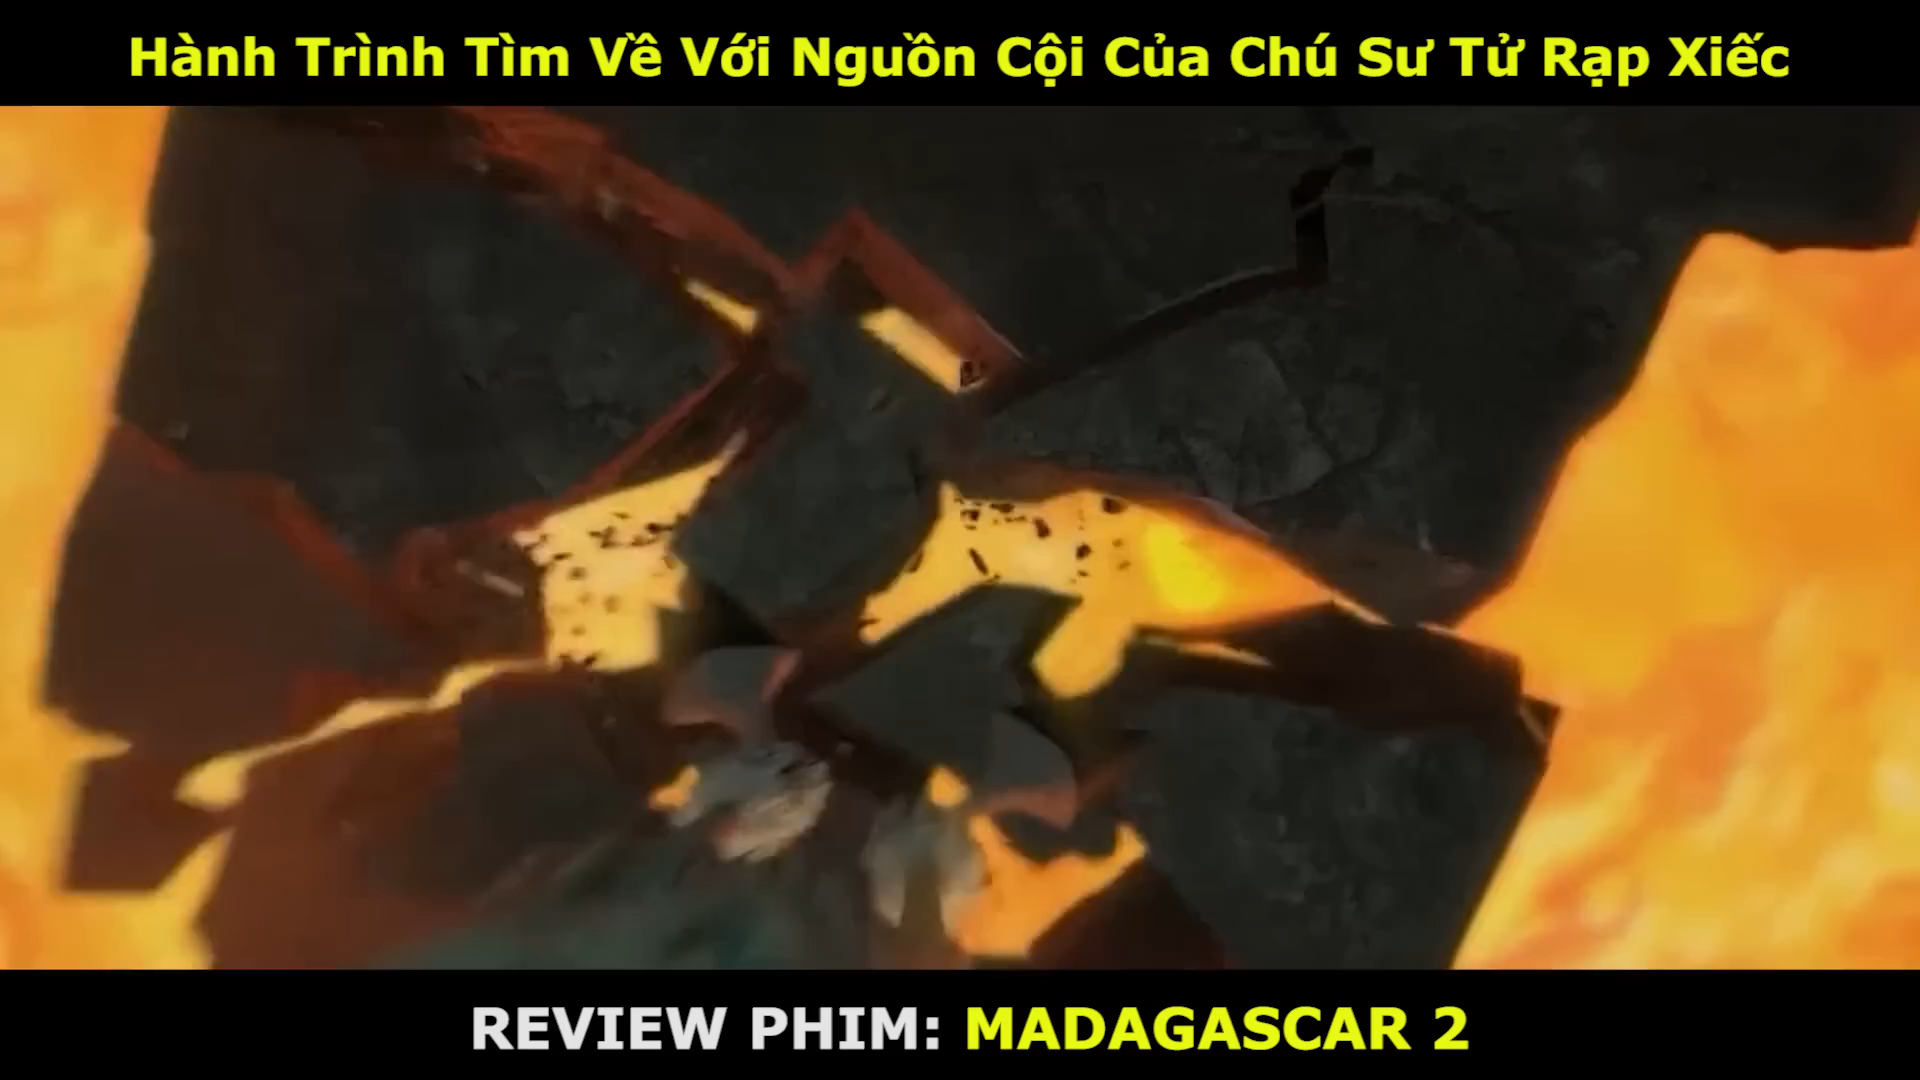 Hành Trình Tìm Về Với Nguồn Cội Của Chú Sư Tử Rạp Xiếc
REVIEW PHIM: MADAGASCAR 2